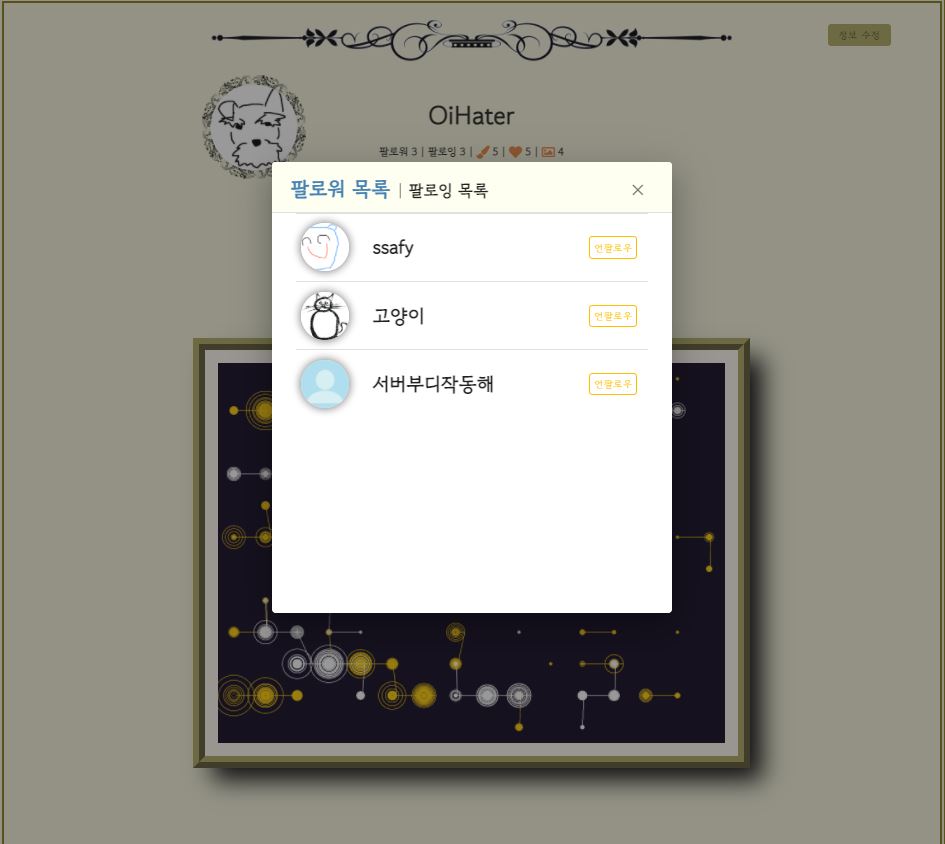 정보 수정
OiHater
팔로워 3 | 팔로잉 3 | 5 | 5 | 4
팔로워 목록 | 팔로잉 목록 ×
ssafy 언팔로우
고양이 언팔로우
서버부디작동해 언팔로우